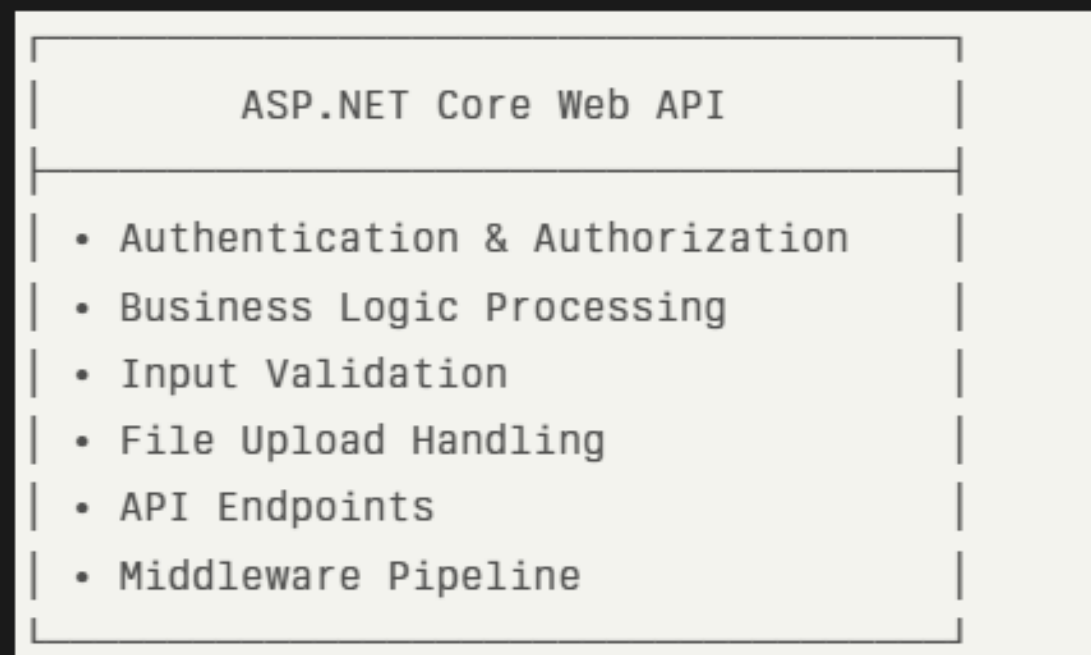 ASP.NET Core Web API
• Authentication & Authorization
• Business Logic Processing
• Input Validation
• File Upload Handling
• API Endpoints
• Middleware Pipeline